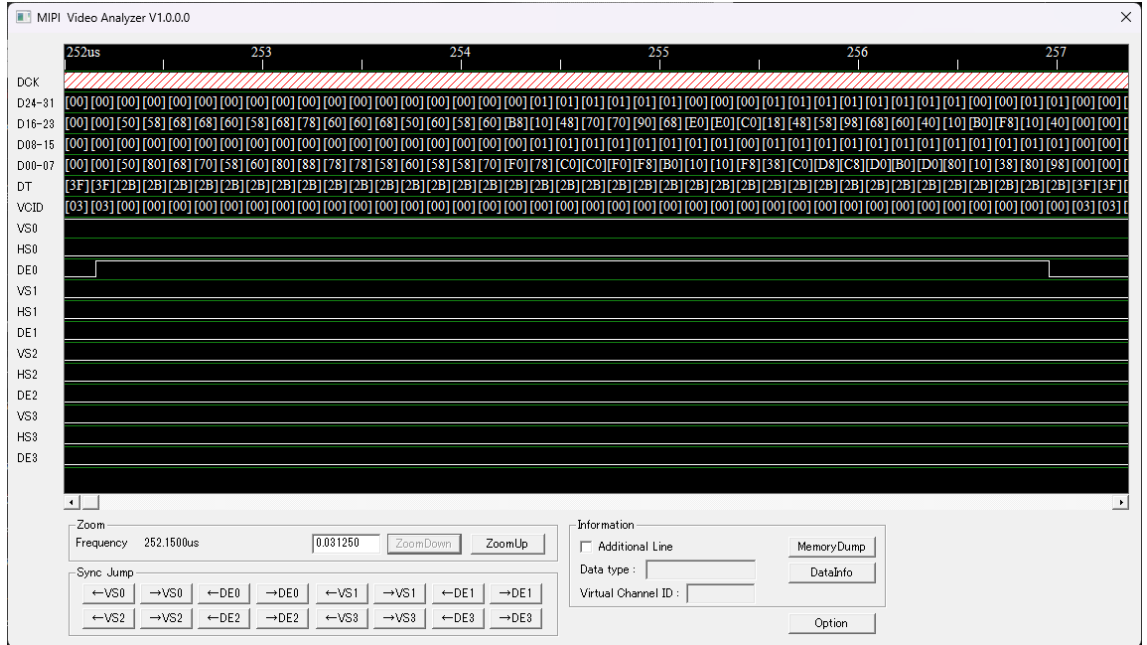 MIPI Video Analyzer V1.0.0.0
252us 253 254 255 256 257
DCK
D24-31 [00][00][00][00][00][00][00][00][00][00][00][00][00][00][00][00][00][00][01][01][01][01][01][00][00][00][01][01][01][01][01][01][01][01][00][01][01][00][00][
D16-23 [00][00][50][58][68][68][60][58][68][78][60][60][68][50][60][58][60][B8][10][48][70][70][90][68][E0][E0][C0][18][48][58][98][68][60][40][10][B0][F8][10][40][00][00][
D08-15 [00][00][00][00][00][00][00][00][00][00][00][00][00][00][00][00][00][00][01][01][01][01][01][01][00][00][00][01][01][01][01][01][01][01][01][01][01][01][01][00][00][
D00-07 [00][00][50][80][68][70][58][60][80][88][78][78][58][60][58][58][70][F0][78][C0][C0][F0][F8][B0][10][10][F8][38][C0][D8][C8][D0][B0][D0][80][10][38][80][98][00][00][
DT [3F][3F][2B][2B][2B][2B][2B][2B][2B][2B][2B][2B][2B][2B][2B][2B][2B][2B][2B][2B][2B][2B][2B][2B][2B][2B][2B][2B][2B][2B][2B][2B][2B][2B][2B][2B][2B][2B][2B][3F][3F][
VCID [03][03][00][00][00][00][00][00][00][00][00][00][00][00][00][00][00][00][00][00][00][00][00][00][00][00][00][00][00][00][00][00][00][00][00][00][00][00][00][03][03][
VS0
HS0
DE0
VS1
HS1
DE1
VS2
HS2
DE2
VS3
HS3
DE3
Zoom
Frequency 252.1500us 0.031250 ZoomDown ZoomUp
Sync Jump
←VS0 →VS0 ←DE0 →DE0 ←VS1 →VS1 ←DE1 →DE1
←VS2 →VS2 ←DE2 →DE2 ←VS3 →VS3 ←DE3 →DE3
Information
Additional Line MemoryDump
Data type : DataInfo
Virtual Channel ID :
Option